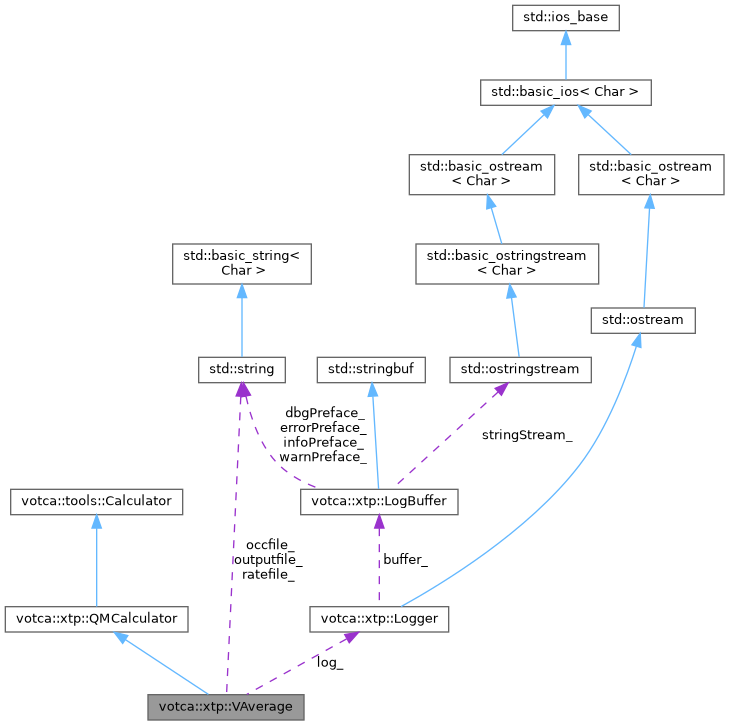 std::ios_base
std::basic_ios< Char >
std::basic_ostream
< Char >
std::basic_ostream
< Char >
std::basic_string<
Char >
std::basic_ostringstream
< Char >
std::ostream
std::string
std::stringbuf
std::ostringstream
dbgPreface_
errorPreface_
infoPreface_
warnPreface_
stringStream_
votca::tools::Calculator
votca::xtp::LogBuffer
occfile_
outputfile_
ratefile_
buffer_
votca::xtp::QMCalculator
votca::xtp::Logger
log_
votca::xtp::VAverage